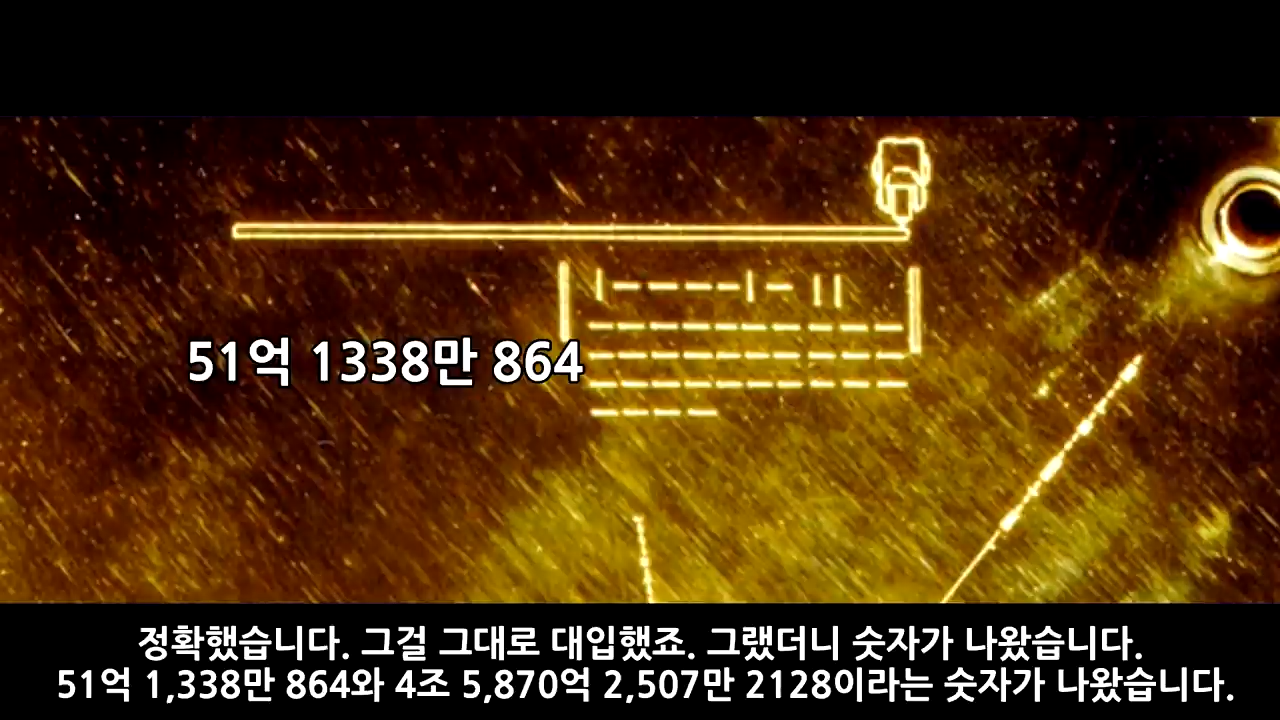 51억 1338만 864
정확했습니다. 그걸 그대로 대입했죠. 그랬더니 숫자가 나왔습니다.
51억 1,338만 864와 4조 5,870억 2,507만 2128이라는 숫자가 나왔습니다.